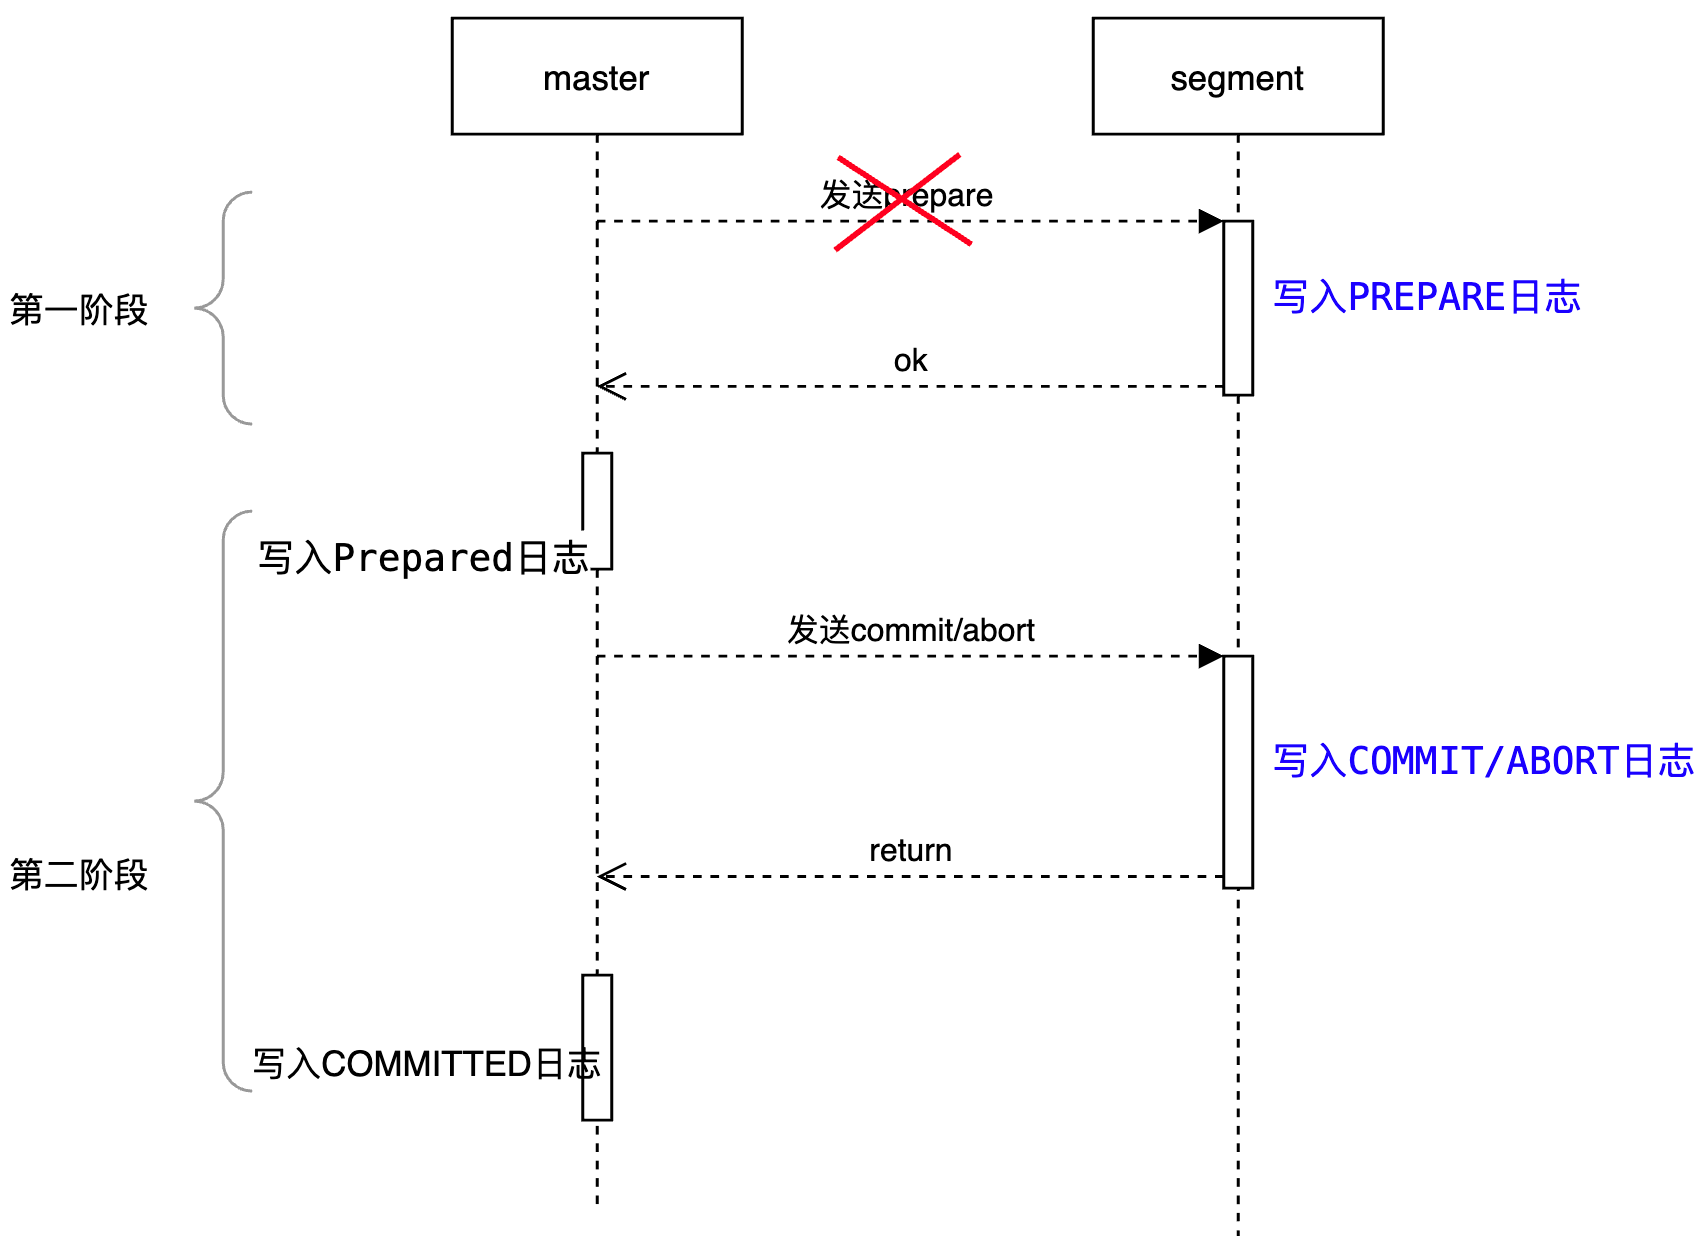 master
segment
发送prepare
第一阶段
写入PREPARE日志
ok
写入Prepared日志
发送commit/abort
写入COMMIT/ABORT日志
return
第二阶段
写入COMMITTED日志